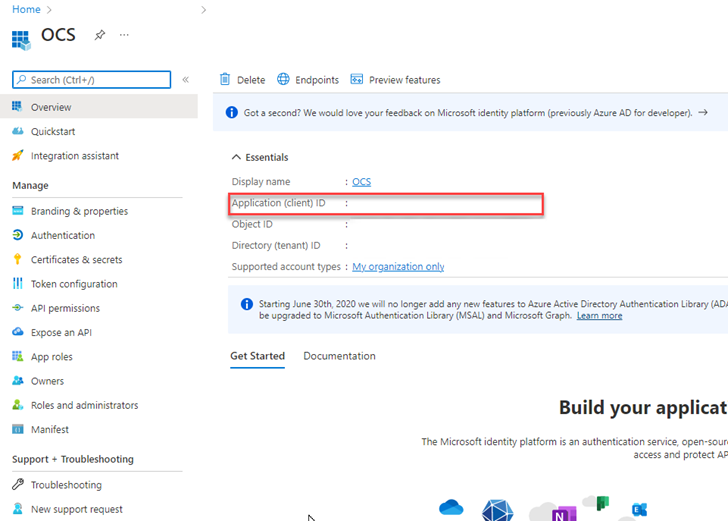 Home >
OCS ...
Search (Ctrl+/) «
Overview
Quickstart
Integration assistant
Manage
Branding & properties
Authentication
Certificates & secrets
Token configuration
API permissions
Expose an API
App roles
Owners
Roles and administrators
Manifest
Support + Troubleshooting
Troubleshooting
New support request
Delete Endpoints Preview features
Got a second? We would love your feedback on Microsoft identity platform (previously Azure AD for developer). →
Essentials
Display name : OCS
Application (client) ID :
Object ID :
Directory (tenant) ID :
Supported account types : My organization only
Starting June 30th, 2020 we will no longer add any new features to Azure Active Directory Authentication Library (ADA
be upgraded to Microsoft Authentication Library (MSAL) and Microsoft Graph. Learn more
Get Started Documentation
Build your applicat
The Microsoft identity platform is an authentication service, open-sour
access and protect AP